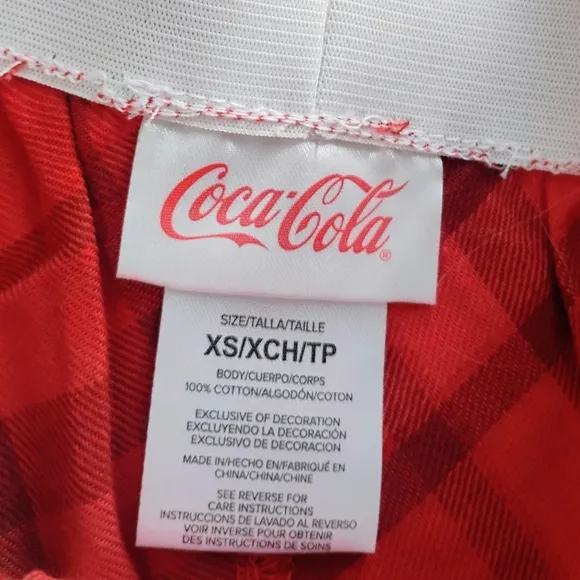 Coca-Cola®
SIZE/TALLA/TAILLE
XS/XCH/TP
BODY/CUERPO/CORPS
100% COTTON/ALGODÓN/COTON
EXCLUSIVE OF DECORATION
EXCLUYENDO LA DECORACIÓN
EXCLUSIVO DE DECORACION
MADE IN/HECHO EN/FABRIQUÉ EN
CHINA/CHINA/CHINE
SEE REVERSE FOR
CARE INSTRUCTIONS
INSTRUCCIONES DE LAVADO AL REVERSO
VOIR INVERSE POUR OBTENIR
DES INSTRUCTIONS DE SOINS